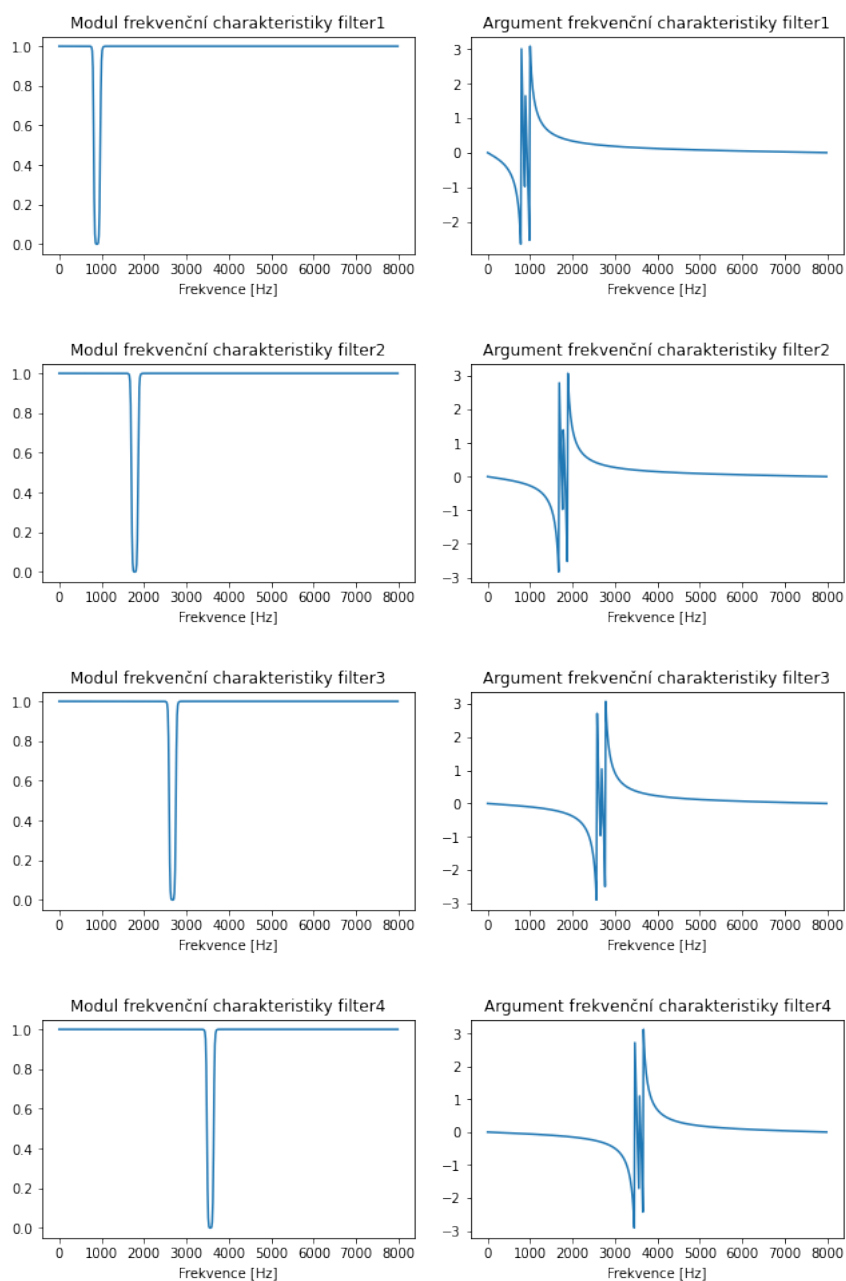 Modul frekvenční charakteristiky filter1
1.0
0.8
0.6
0.4
0.2
0.0
0 1000 2000 3000 4000 5000 6000 7000 8000
Frekvence [Hz]
Argument frekvenční charakteristiky filter1
3
2
1
0
−1
−2
0 1000 2000 3000 4000 5000 6000 7000 8000
Frekvence [Hz]
Modul frekvenční charakteristiky filter2
1.0
0.8
0.6
0.4
0.2
0.0
0 1000 2000 3000 4000 5000 6000 7000 8000
Frekvence [Hz]
Argument frekvenční charakteristiky filter2
3
2
1
0
−1
−2
−3
0 1000 2000 3000 4000 5000 6000 7000 8000
Frekvence [Hz]
Modul frekvenční charakteristiky filter3
1.0
0.8
0.6
0.4
0.2
0.0
0 1000 2000 3000 4000 5000 6000 7000 8000
Frekvence [Hz]
Argument frekvenční charakteristiky filter3
3
2
1
0
−1
−2
−3
0 1000 2000 3000 4000 5000 6000 7000 8000
Frekvence [Hz]
Modul frekvenční charakteristiky filter4
1.0
0.8
0.6
0.4
0.2
0.0
0 1000 2000 3000 4000 5000 6000 7000 8000
Frekvence [Hz]
Argument frekvenční charakteristiky filter4
3
2
1
0
−1
−2
−3
0 1000 2000 3000 4000 5000 6000 7000 8000
Frekvence [Hz]